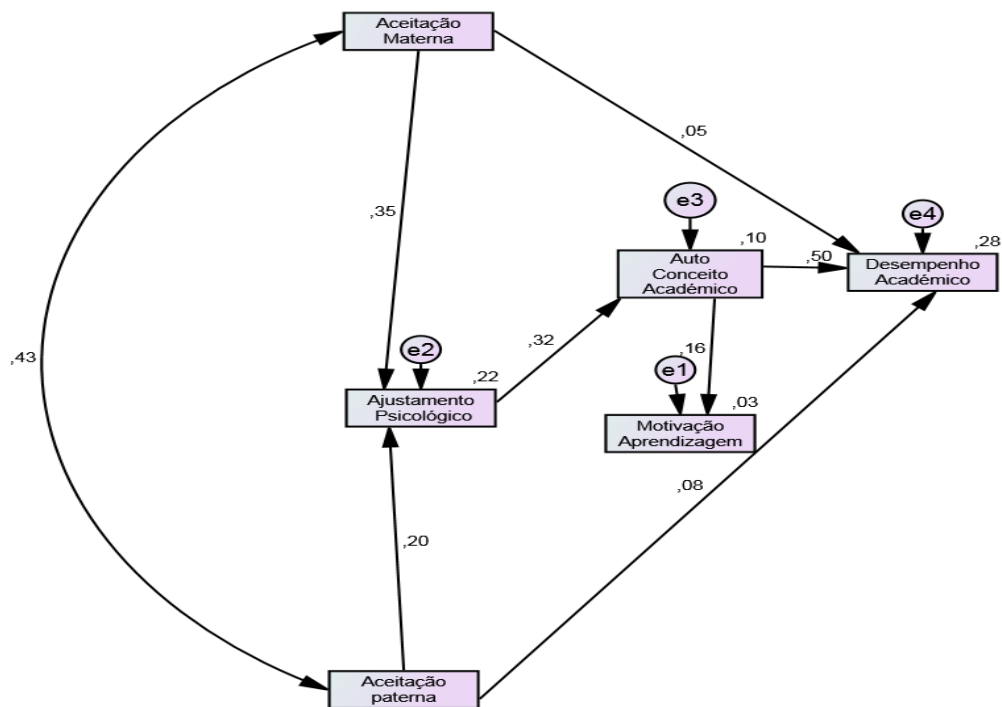 Aceitação
Materna
,05
,35
e3
e4
,10
,28
Auto
Conceito
Académico
,50
Desempenho
Académico
,43
e2
,32
,16
e1
,22
Ajustamento
Psicológico
,03
Motivação
Aprendizagem
,08
,20
Aceitação
paterna